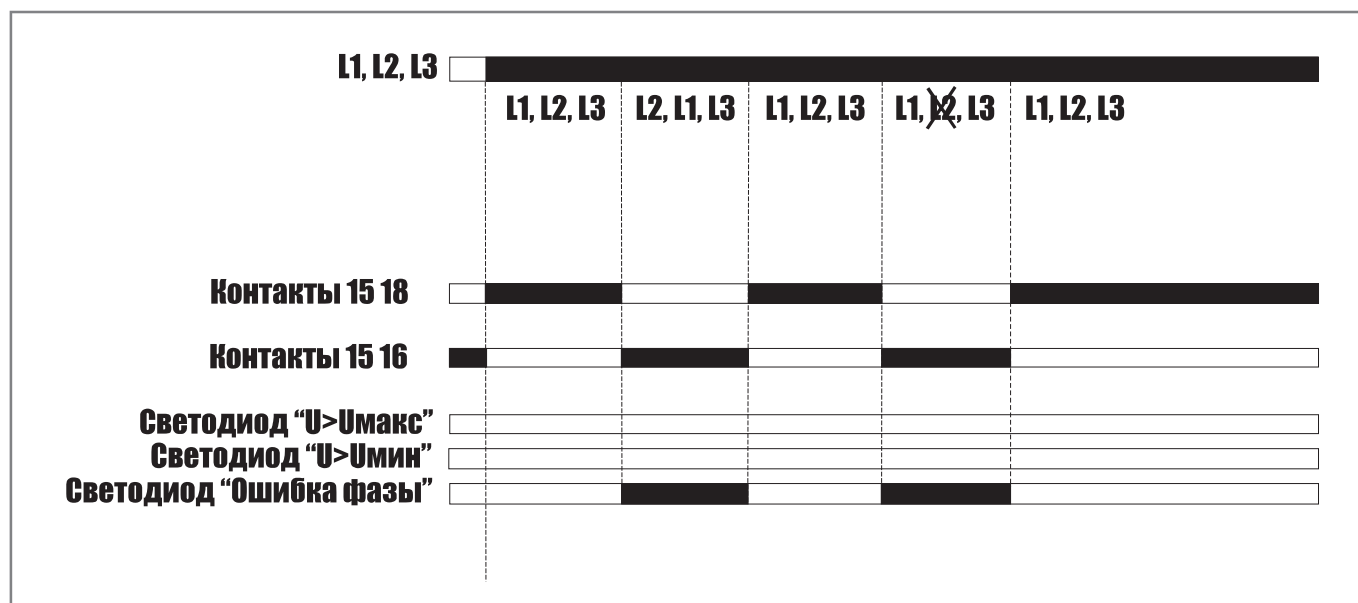 L1, L2, L3
L1, L2, L3 L2, L1, L3 L1, L2, L3 L1, L2, L3 L1, L2, L3
Контакты 15 18
Контакты 15 16
Светодиод “U>Uмакс”
Светодиод “U>Uмин”
Светодиод “Ошибка фазы”